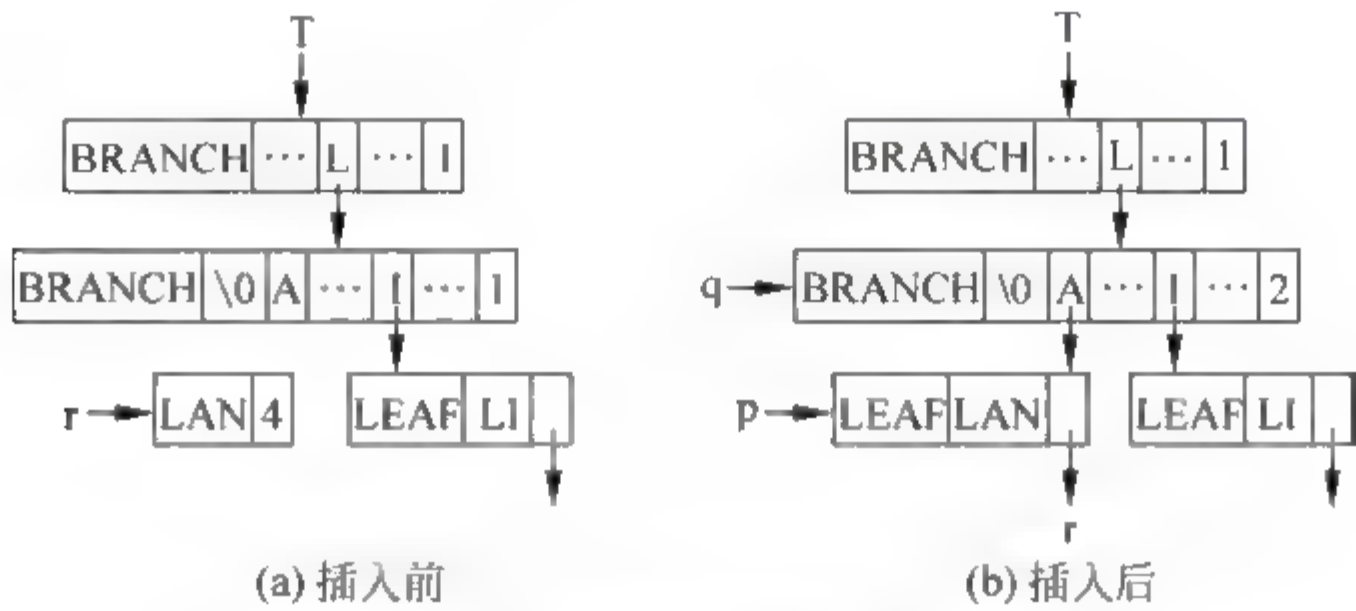 T T
BRANCH ... L ... 1 BRANCH ... L ... 1
BRANCH \0 A ... I ... 1 q BRANCH \0 A ... I ... 2
r LAN 4 LEAF LI p LEAF LAN LEAF LI
r
(a) 插入前 (b) 插入后